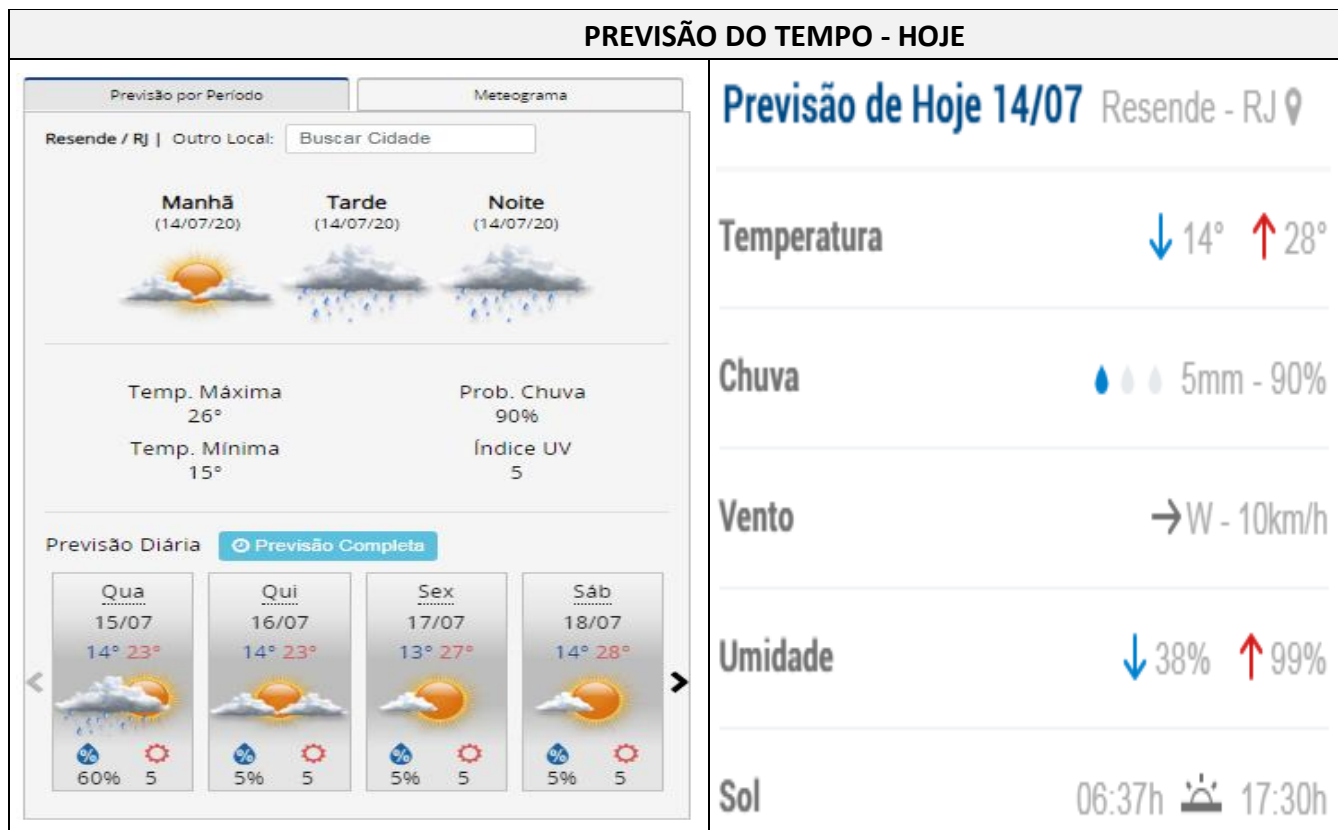 PREVISÃO DO TEMPO - HOJE
Previsão por Período Meteograma
Resende / RJ | Outro Local: Buscar Cidade
Manhã Tarde Noite
(14/07/20) (14/07/20) (14/07/20)
Temp. Máxima Prob. Chuva
26° 90%
Temp. Mínima Índice UV
15° 5
Previsão Diária Previsão Completa
Qua Qui Sex Sáb
15/07 16/07 17/07 18/07
14° 23° 14° 23° 13° 27° 14° 28°
% % % %
60% 5 5% 5 5% 5 5% 5
Previsão de Hoje 14/07 Resende - RJ
Temperatura ↓ 14° ↑ 28°
Chuva 5mm - 90%
Vento → W - 10km/h
Umidade ↓ 38% ↑ 99%
Sol 06:37h 17:30h